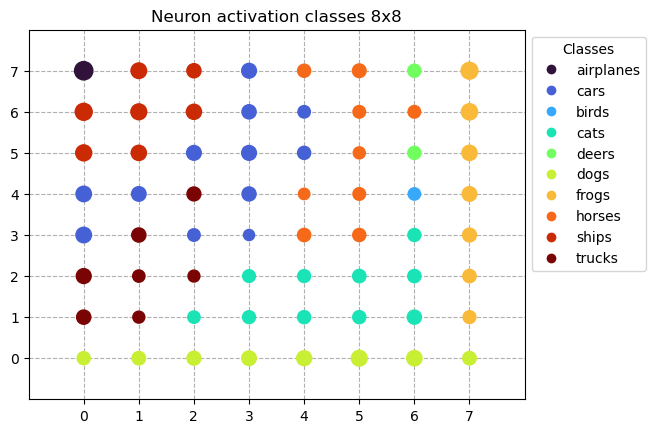 Neuron activation classes 8x8
7
6
5
4
3
2
1
0
0 1 2 3 4 5 6 7
Classes
airplanes
cars
birds
cats
deers
dogs
frogs
horses
ships
trucks